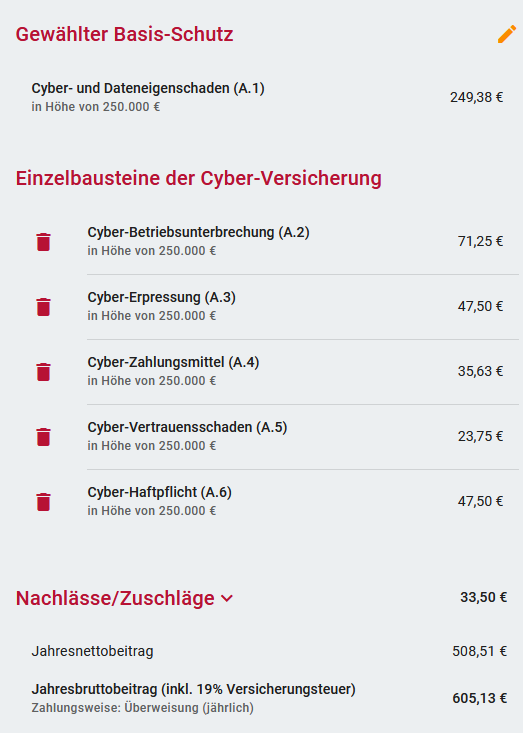 Gewählter Basis-Schutz
Cyber- und Dateneigenschaden (A.1)
in Höhe von 250.000 €
249,38 €
Einzelbausteine der Cyber-Versicherung
Cyber-Betriebsunterbrechung (A.2)
in Höhe von 250.000 €
71,25 €
Cyber-Erpressung (A.3)
in Höhe von 250.000 €
47,50 €
Cyber-Zahlungsmittel (A.4)
in Höhe von 250.000 €
35,63 €
Cyber-Vertrauensschaden (A.5)
in Höhe von 250.000 €
23,75 €
Cyber-Haftpflicht (A.6)
in Höhe von 250.000 €
47,50 €
Nachlässe/Zuschläge
33,50 €
Jahresnettobeitrag
508,51 €
Jahresbruttobeitrag (inkl. 19% Versicherungsteuer)
Zahlungsweise: Überweisung (jährlich)
605,13 €